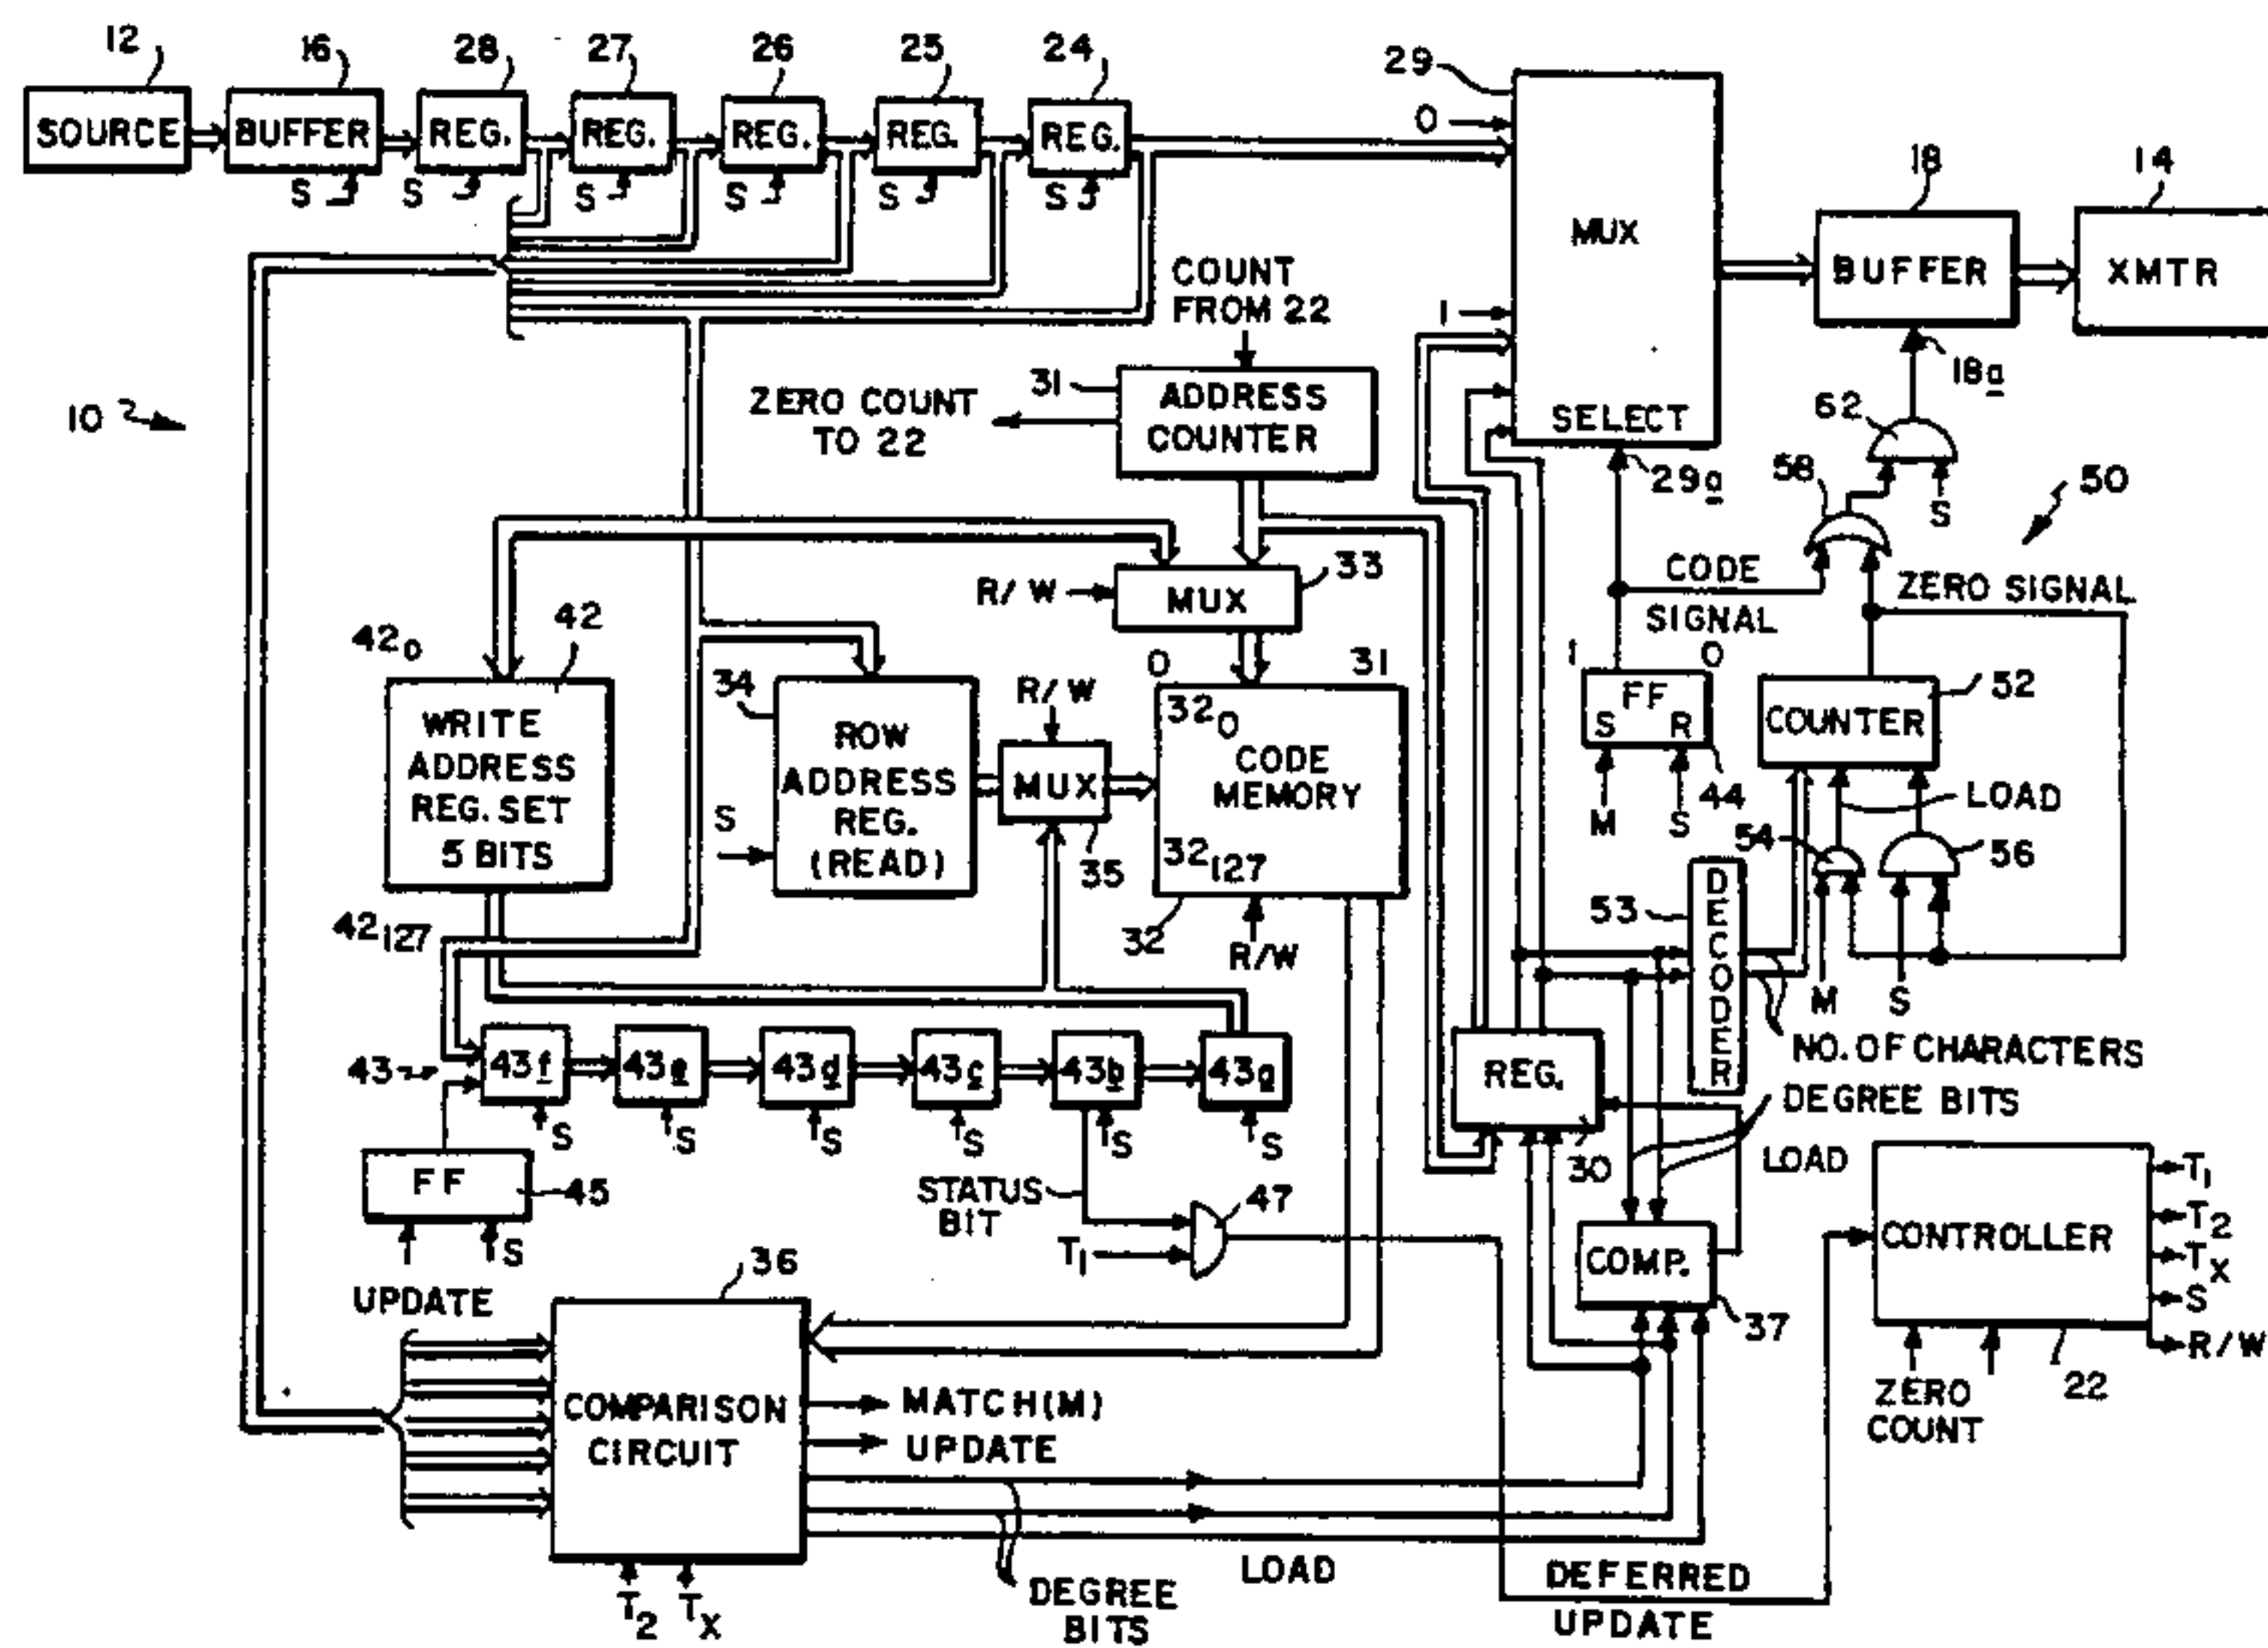 12
16
28
27
26
25
24
29
SOURCE
BUFFER
REG.
REG.
REG.
REG.
REG.
S
S
S
S
S
S
0
1
MUX
SELECT
29a
18
BUFFER
18a
14
XMTR
10
COUNT
FROM 22
31
ADDRESS
COUNTER
ZERO COUNT
TO 22
62
58
S
50
R/W
MUX
33
CODE
SIGNAL
ZERO SIGNAL
42₀
42
WRITE
ADDRESS
REG. SET
5 BITS
42₁₂₇
34
ROW
ADDRESS
REG.
(READ)
S
R/W
MUX
35
0
31
32₀
CODE
MEMORY
32₁₂₇
32
R/W
1
0
FF
S
R
M
S
44
COUNTER
52
LOAD
54
56
M
S
53
DECODER
NO. OF CHARACTERS
DEGREE BITS
LOAD
43
43f
43e
43d
43c
43b
43a
S
S
S
S
S
S
REG.
30
FF
45
S
UPDATE
STATUS
BIT
T₁
47
COMP.
37
CONTROLLER
T₁
T₂
Tₓ
S
R/W
ZERO
COUNT
22
36
COMPARISON
CIRCUIT
MATCH(M)
UPDATE
T₂
Tₓ
DEGREE
BITS
LOAD
DEFERRED
UPDATE